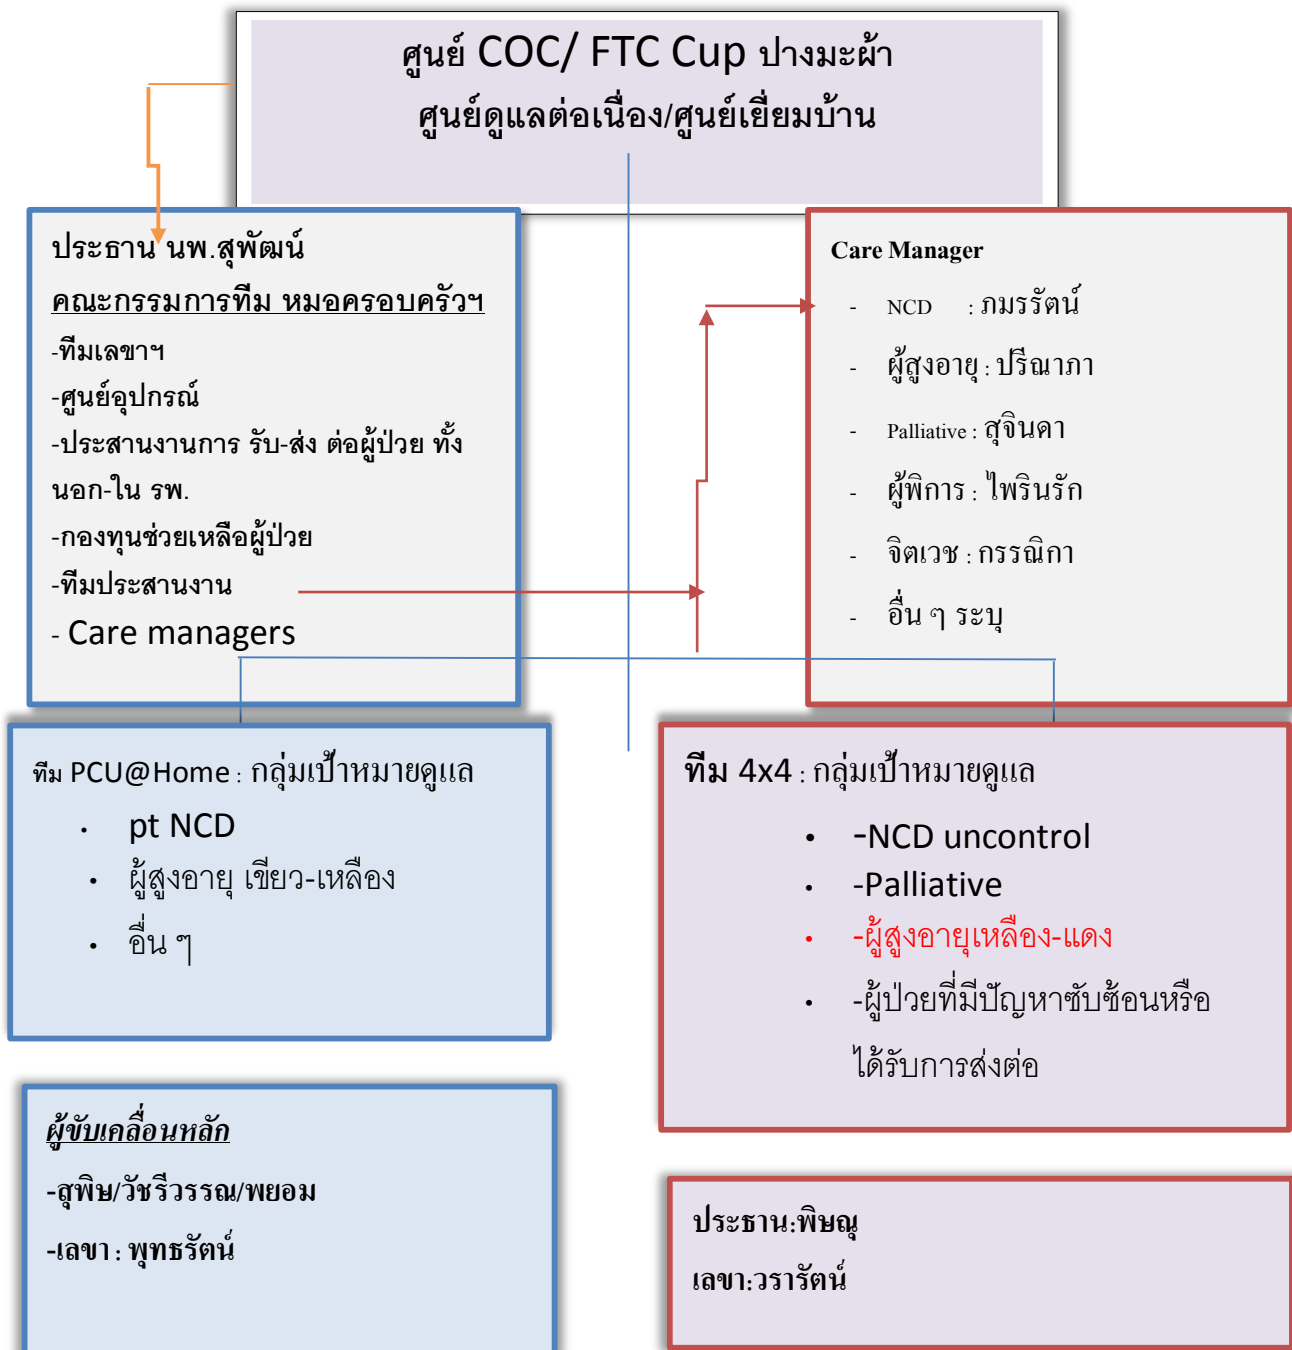 ศูนย์ COC/ FTC Cup ปางมะผ้า
ศูนย์ดูแลต่อเนื่อง/ศูนย์เยี่ยมบ้าน
ประธาน นพ.สุพัฒน์
คณะกรรมการทีม หมอครอบครัวฯ
-ทีมเลขาฯ
-ศูนย์อุปกรณ์
-ประสานงานการ รับ-ส่ง ต่อผู้ป่วย ทั้ง
นอก-ใน รพ.
-กองทุนช่วยเหลือผู้ป่วย
-ทีมประสานงาน
- Care managers
Care Manager
- NCD : ภมรรัตน์
- ผู้สูงอายุ : ปรีณาภา
- Palliative : สุจินดา
- ผู้พิการ : ไพรินรัก
- จิตเวช : กรรณิกา
- อื่น ๆ ระบุ
ทีม PCU@Home : กลุ่มเป้าหมายดูแล
• pt NCD
• ผู้สูงอายุ เขียว-เหลือง
• อื่น ๆ
ทีม 4x4 : กลุ่มเป้าหมายดูแล
• -NCD uncontrol
• -Palliative
• -ผู้สูงอายุเหลือง-แดง
• -ผู้ป่วยที่มีปัญหาซับซ้อนหรือ
ได้รับการส่งต่อ
ผู้ขับเคลื่อนหลัก
-สุพิษ/วัชรีวรรณ/พยอม
-เลขา : พุทธรัตน์
ประธาน:พิษณุ
เลขา:วรารัตน์